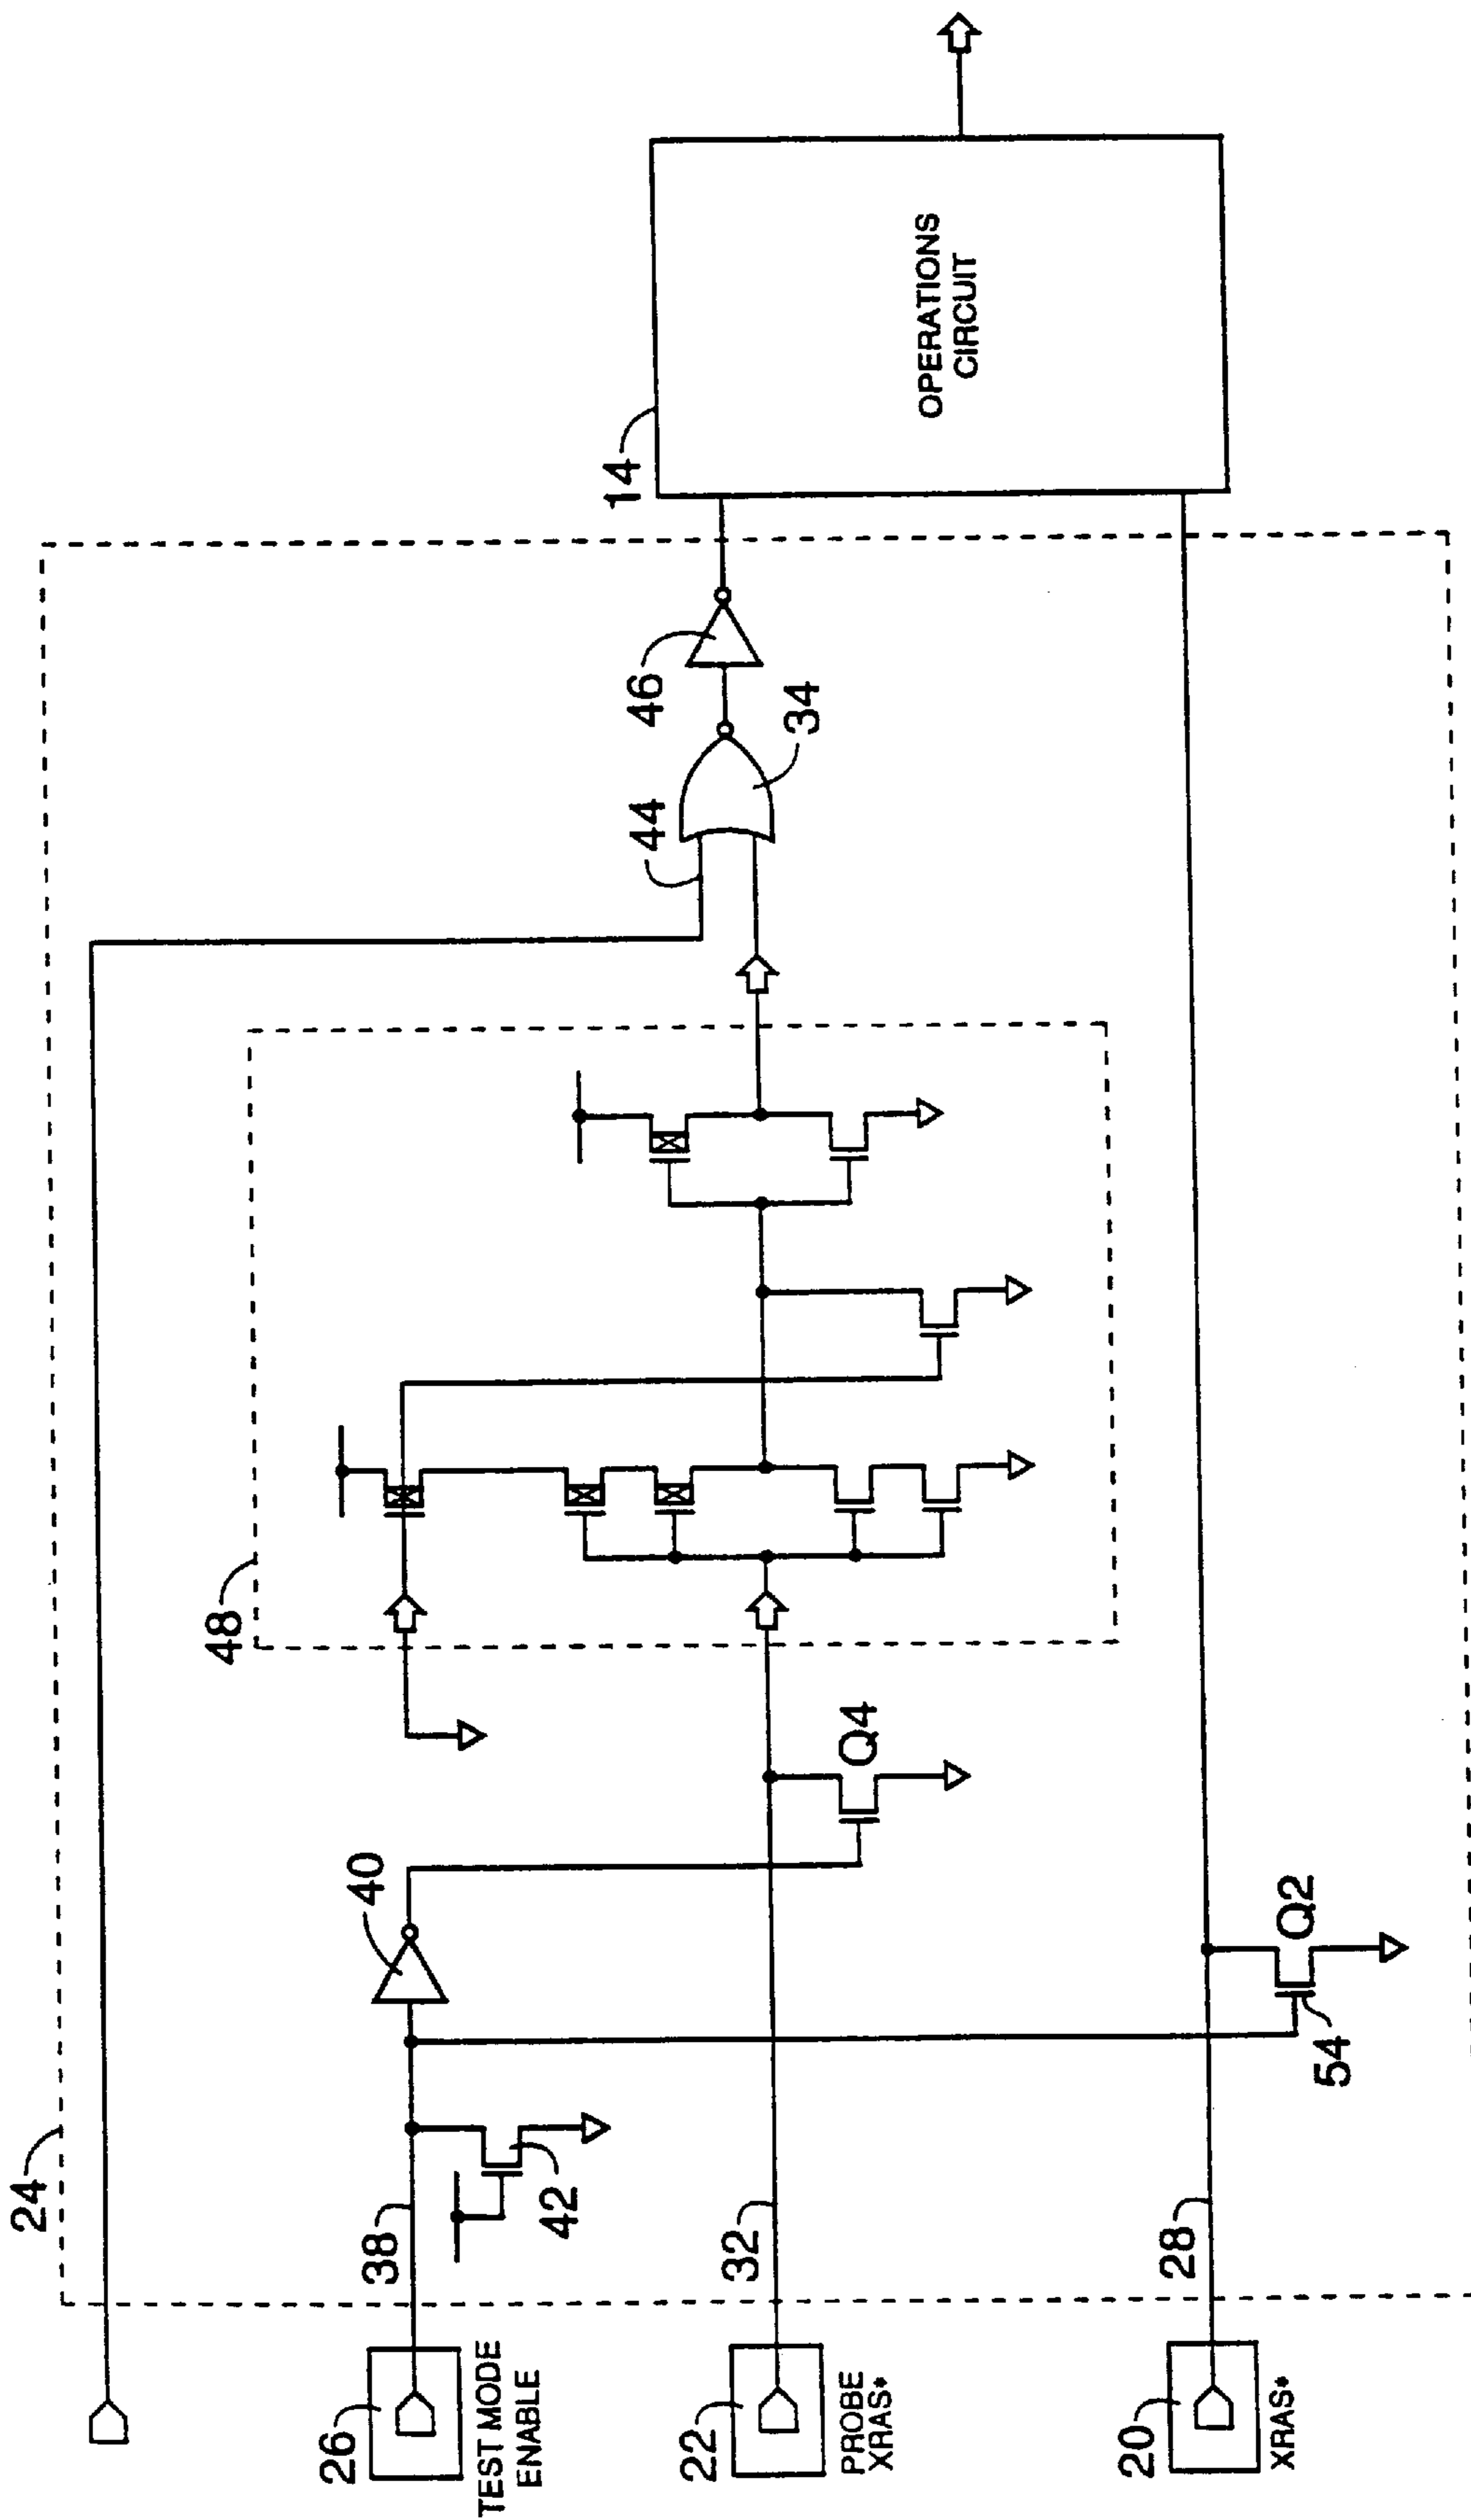 24
26
TEST MODE
ENABLE
38
42
40
48
44
34
46
14
OPERATIONS
CIRCUIT
22
PROBE
XRAS*
32
Q4
20
XRAS*
28
54
Q2